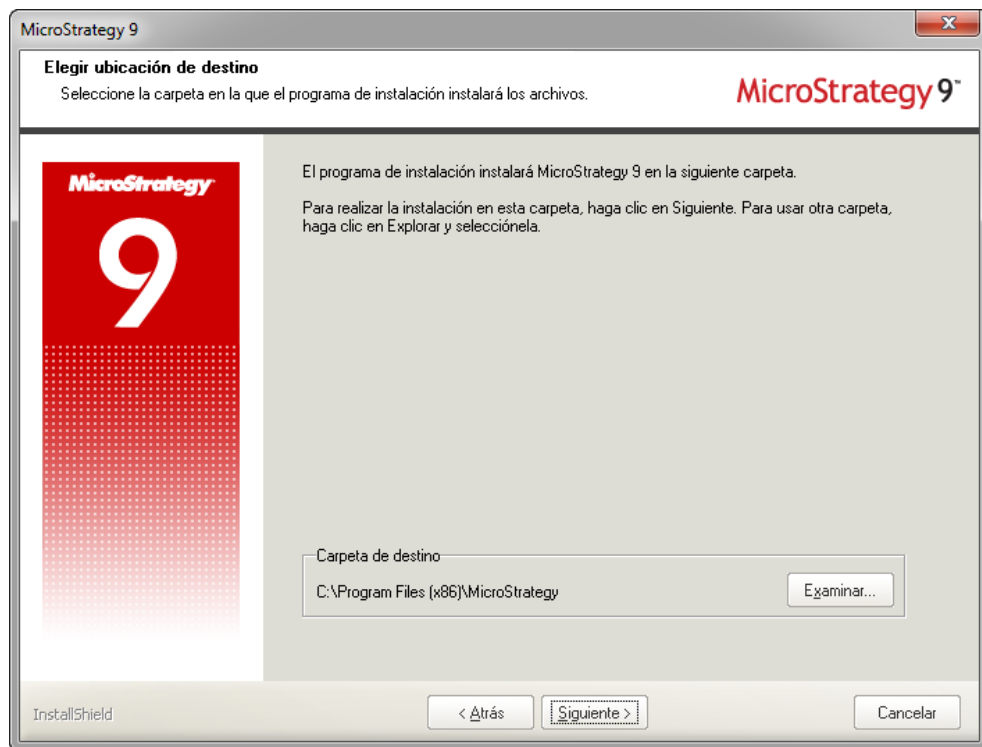 MicroStrategy 9
Elegir ubicación de destino
Seleccione la carpeta en la que el programa de instalación instalará los archivos.
MicroStrategy 9™
MicroStrategy
9
El programa de instalación instalará MicroStrategy 9 en la siguiente carpeta.
Para realizar la instalación en esta carpeta, haga clic en Siguiente. Para usar otra carpeta,
haga clic en Explorar y selecciónela.
Carpeta de destino
C:\Program Files (x86)\MicroStrategy
Examinar...
InstallShield
< Atrás
Siguiente >
Cancelar